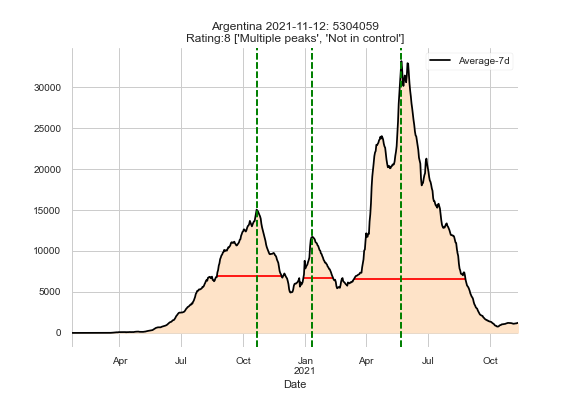 Argentina 2021-11-12: 5304059
Rating:8 ['Multiple peaks', 'Not in control']
Average-7d
30000
25000
20000
15000
10000
5000
0
Apr Jul Oct Jan Apr Jul Oct
2021
Date